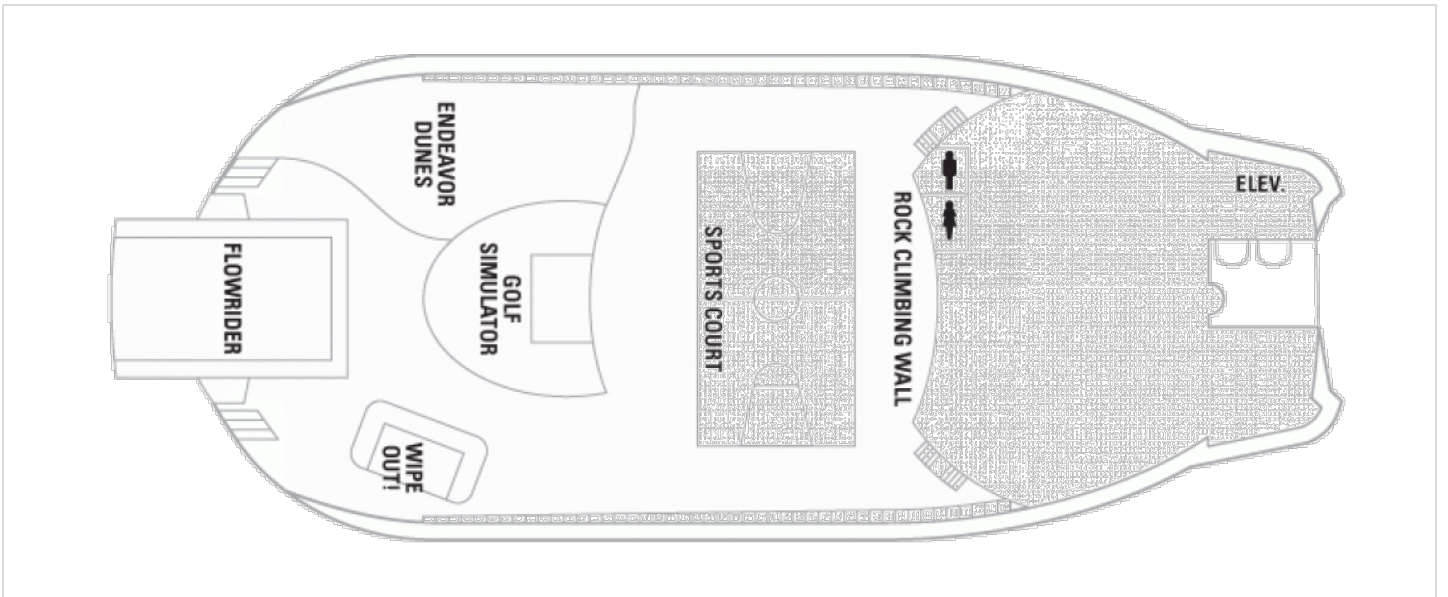 ENDEAVOR
DUNES
FLOWRIDER
GOLF
SIMULATOR
WIPE
OUT!
SPORTS COURT
ROCK CLIMBING WALL
ELEV.